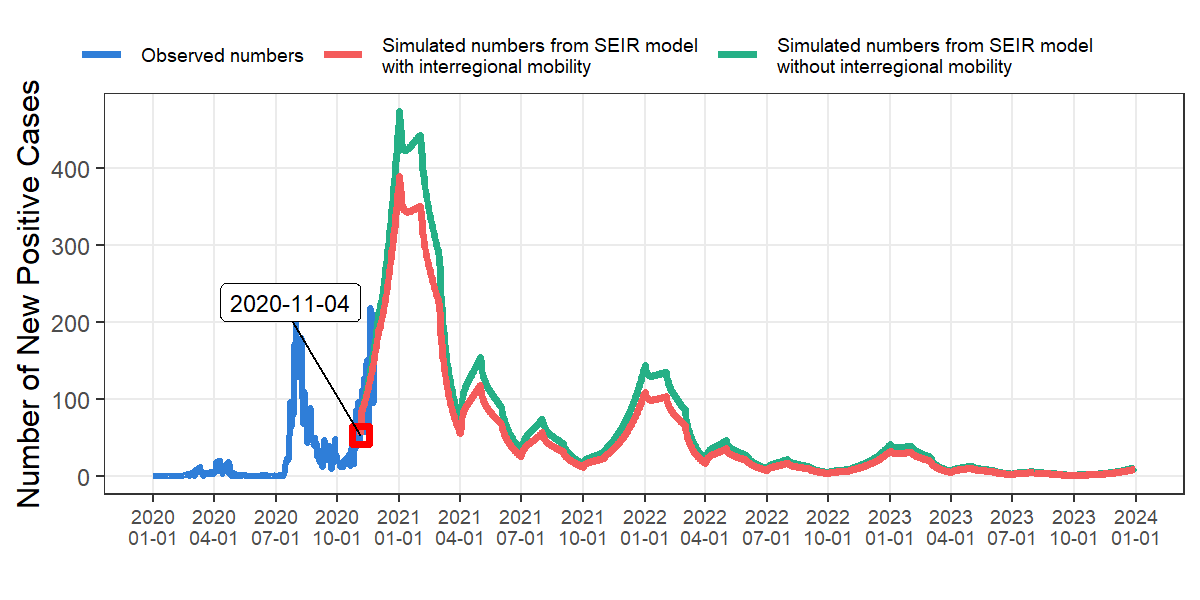 Observed numbers
Simulated numbers from SEIR model
with interregional mobility
Simulated numbers from SEIR model
without interregional mobility
Number of New Positive Cases
400
300
200
100
0
2020-11-04
2020 2020 2020 2020 2021 2021 2021 2021 2022 2022 2022 2022 2023 2023 2023 2023 2024
01-01 04-01 07-01 10-01 01-01 04-01 07-01 10-01 01-01 04-01 07-01 10-01 01-01 04-01 07-01 10-01 01-01